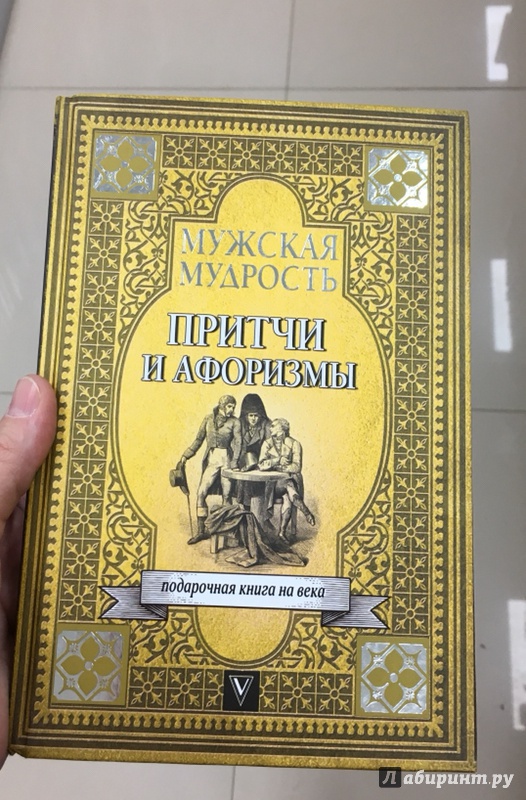 МУЖСКАЯ
МУДРОСТЬ
ПРИТЧИ
И АФОРИЗМЫ
подарочная книга на века
V
Лабиринт.ру